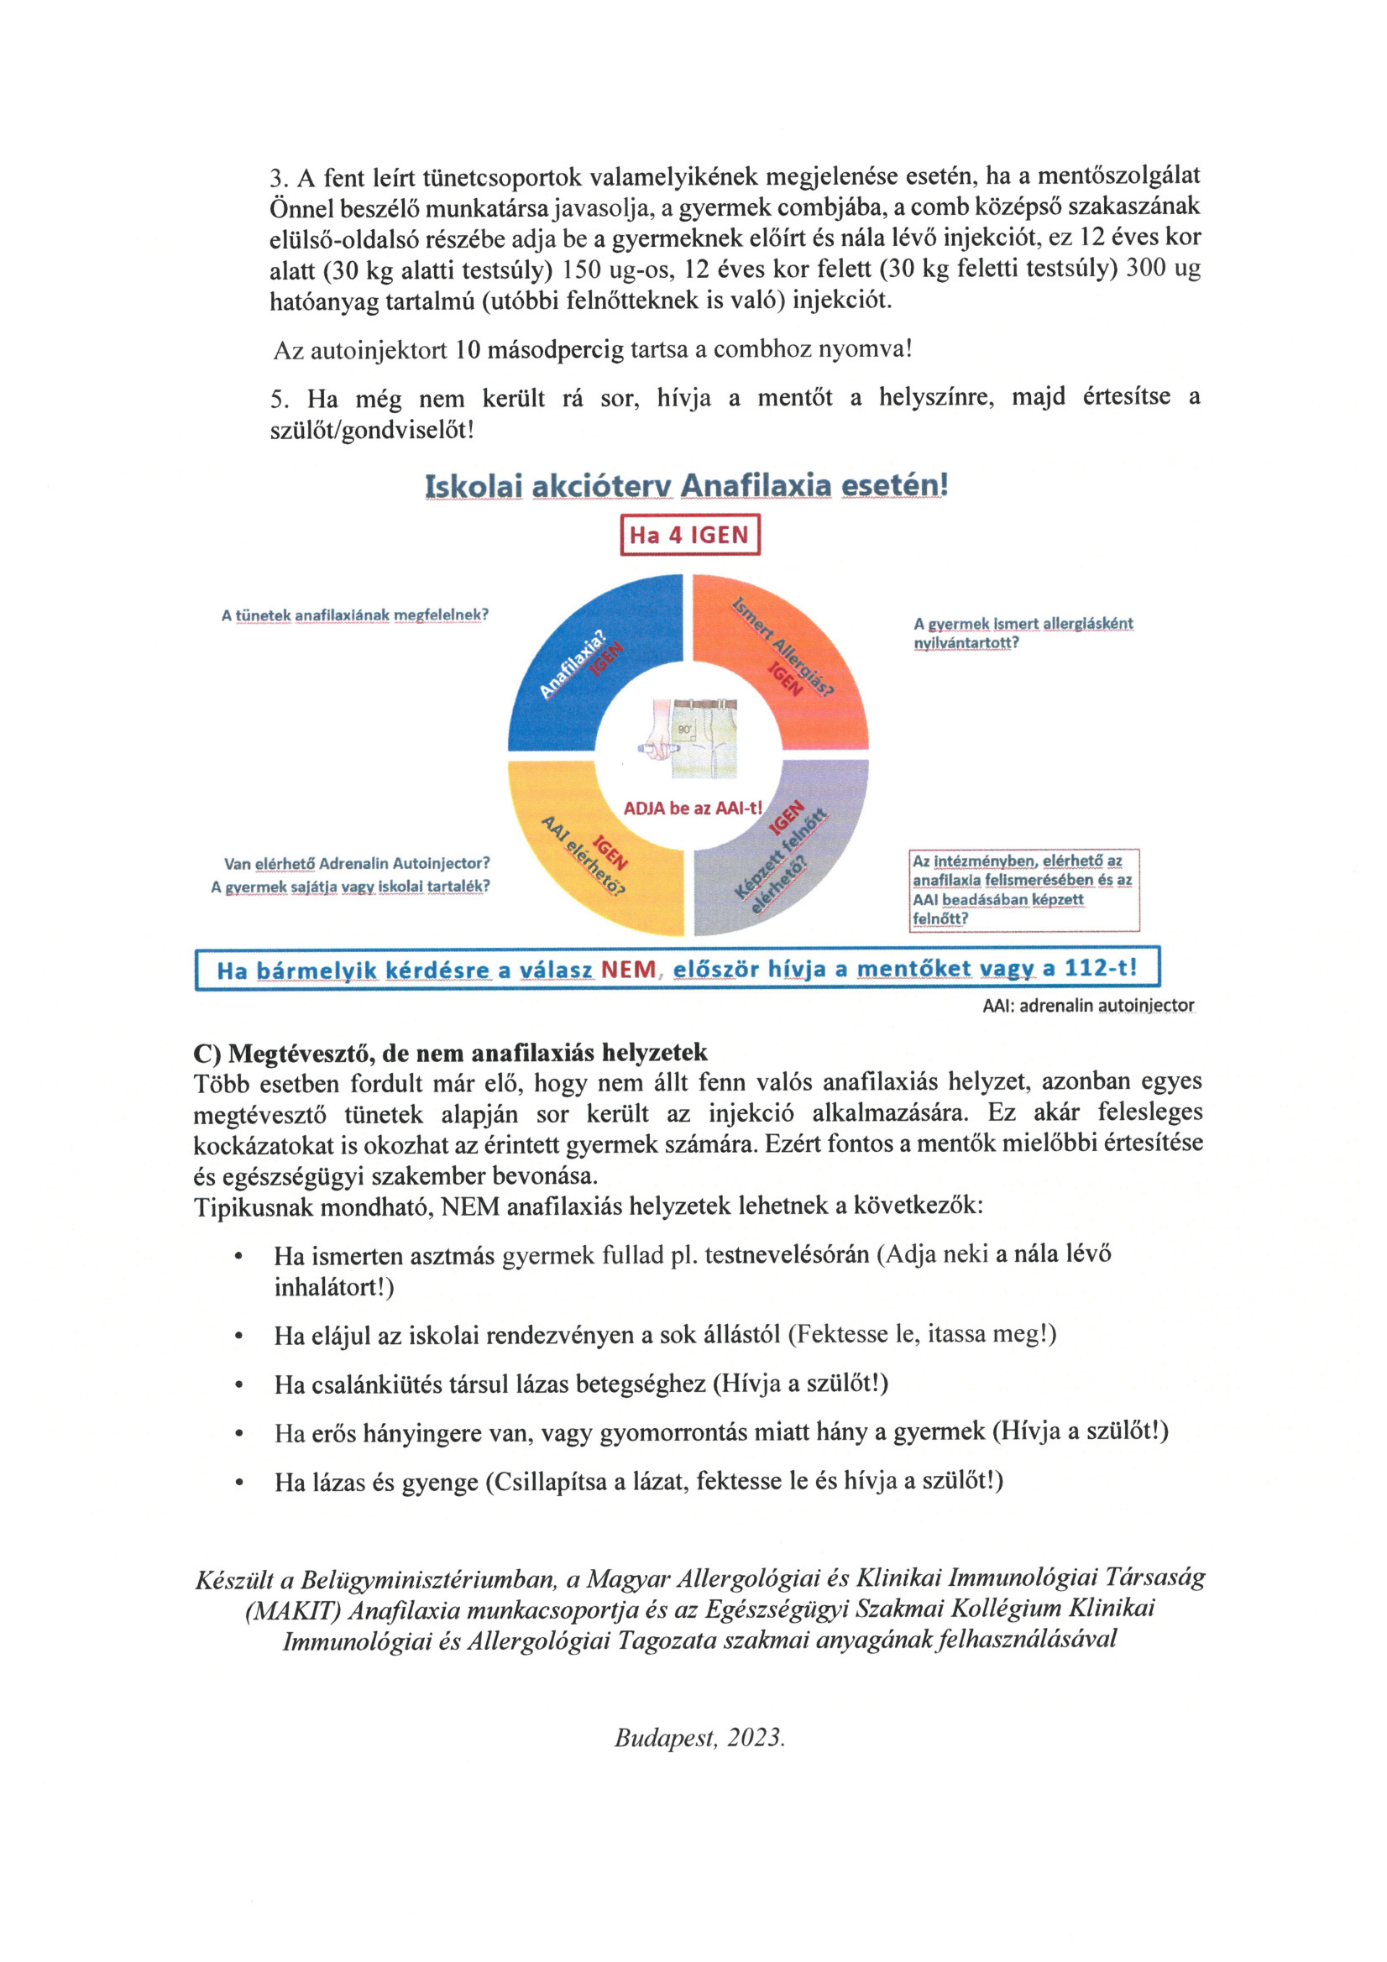 3. A fent leírt tünetcsoportok valamelyikének megjelenése esetén, ha a mentőszolgálat
Önnel beszélő munkatársa javasolja, a gyermek combjába, a comb középső szakaszának
elülső-oldalsó részébe adja be a gyermeknek előírt és nála lévő injekciót, ez 12 éves kor
alatt (30 kg alatti testsúly) 150 ug-os, 12 éves kor felett (30 kg feletti testsúly) 300 ug
hatóanyag tartalmú (utóbbi felnőtteknek is való) injekciót.
Az autoinjektort 10 másodpercig tartsa a combhoz nyomva!
5. Ha még nem került rá sor, hívja a mentőt a helyszínre, majd értesítse a
szülőt/gondviselőt!
Iskolai akcióterv Anafilaxia esetén!
Ha 4 IGEN
A tünetek anafilaxiának megfelelnek?
Anafilaxia?
IGEN
Ismert Allergiás?
IGEN
A gyermek ismert allergiásként
nyilvántartott?
90°
ADJA be az AAI-t!
Van elérhető Adrenalin Autoinjector?
A gyermek sajátja vagy iskolai tartalék?
IGEN
AAI elérhető?
IGEN
Képzett felnőtt
elérhető?
Az intézményben, elérhető az
anafilaxia felismerésében és az
AAI beadásában képzett
felnőtt?
Ha bármelyik kérdésre a válasz NEM, először hívja a mentőket vagy a 112-t!
AAI: adrenalin autoinjector
C) Megtévesztő, de nem anafilaxiás helyzetek
Több esetben fordult már elő, hogy nem állt fenn valós anafilaxiás helyzet, azonban egyes
megtévesztő tünetek alapján sor került az injekció alkalmazására. Ez akár felesleges
kockázatokat is okozhat az érintett gyermek számára. Ezért fontos a mentők mielőbbi értesítése
és egészségügyi szakember bevonása.
Tipikusnak mondható, NEM anafilaxiás helyzetek lehetnek a következők:
• Ha ismerten asztmás gyermek fullad pl. testnevelésórán (Adja neki a nála lévő
inhalátort!)
• Ha elájul az iskolai rendezvényen a sok állástól (Fektesse le, itassa meg!)
• Ha csalánkiütés társul lázas betegséghez (Hívja a szülőt!)
• Ha erős hányingere van, vagy gyomorrontás miatt hány a gyermek (Hívja a szülőt!)
• Ha lázas és gyenge (Csillapítsa a lázat, fektesse le és hívja a szülőt!)
Készült a Belügyminisztériumban, a Magyar Allergológiai és Klinikai Immunológiai Társaság
(MAKIT) Anafilaxia munkacsoportja és az Egészségügyi Szakmai Kollégium Klinikai
Immunológiai és Allergológiai Tagozata szakmai anyagának felhasználásával
Budapest, 2023.